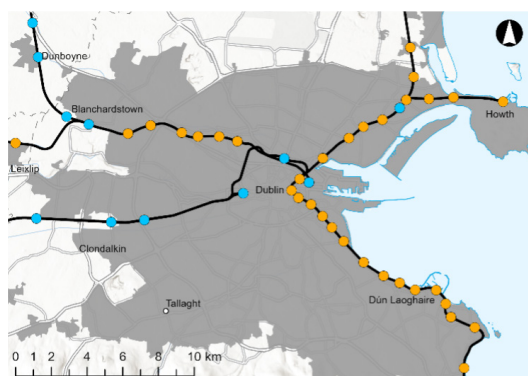 Dunboyne
Blanchardstown
Howth
Leixlip
Dublin
Clondalkin
Dún Laoghaire
Tallaght
0 1 2 4 6 8 10 km